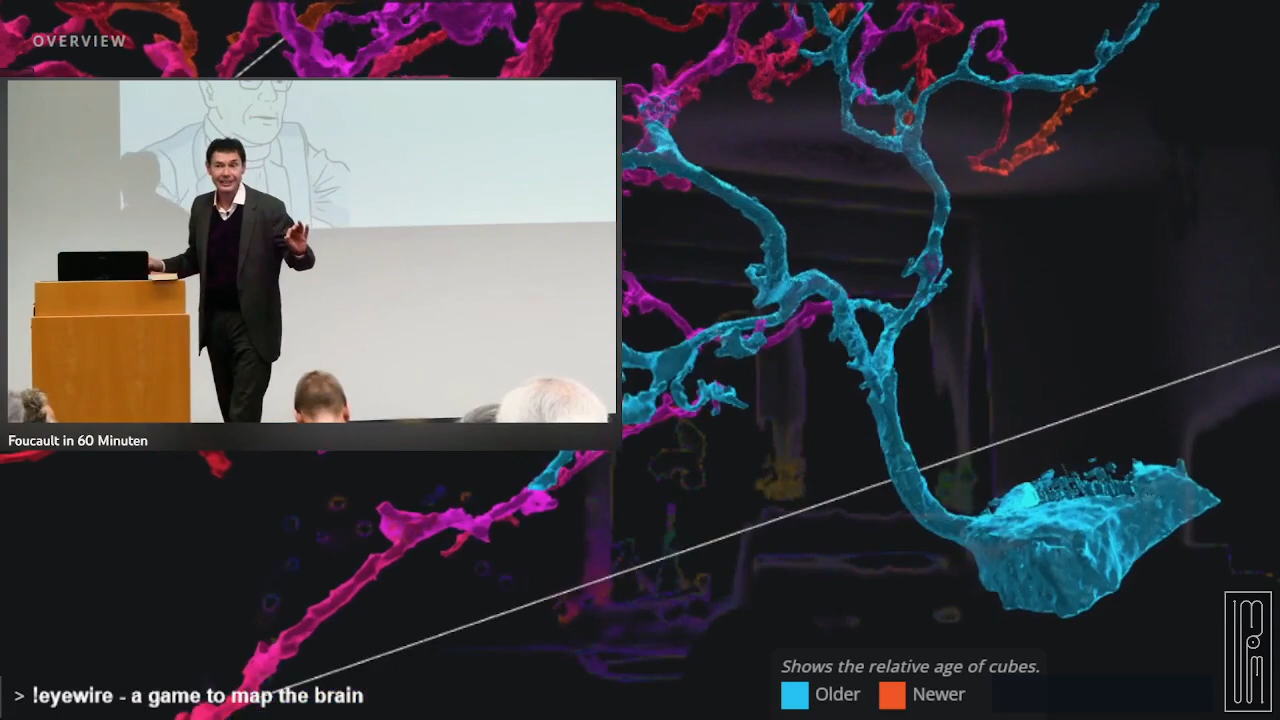 OVERVIEW
Foucault in 60 Minuten
Shows the relative age of cubes.
Older
Newer
> !eyewire - a game to map the brain